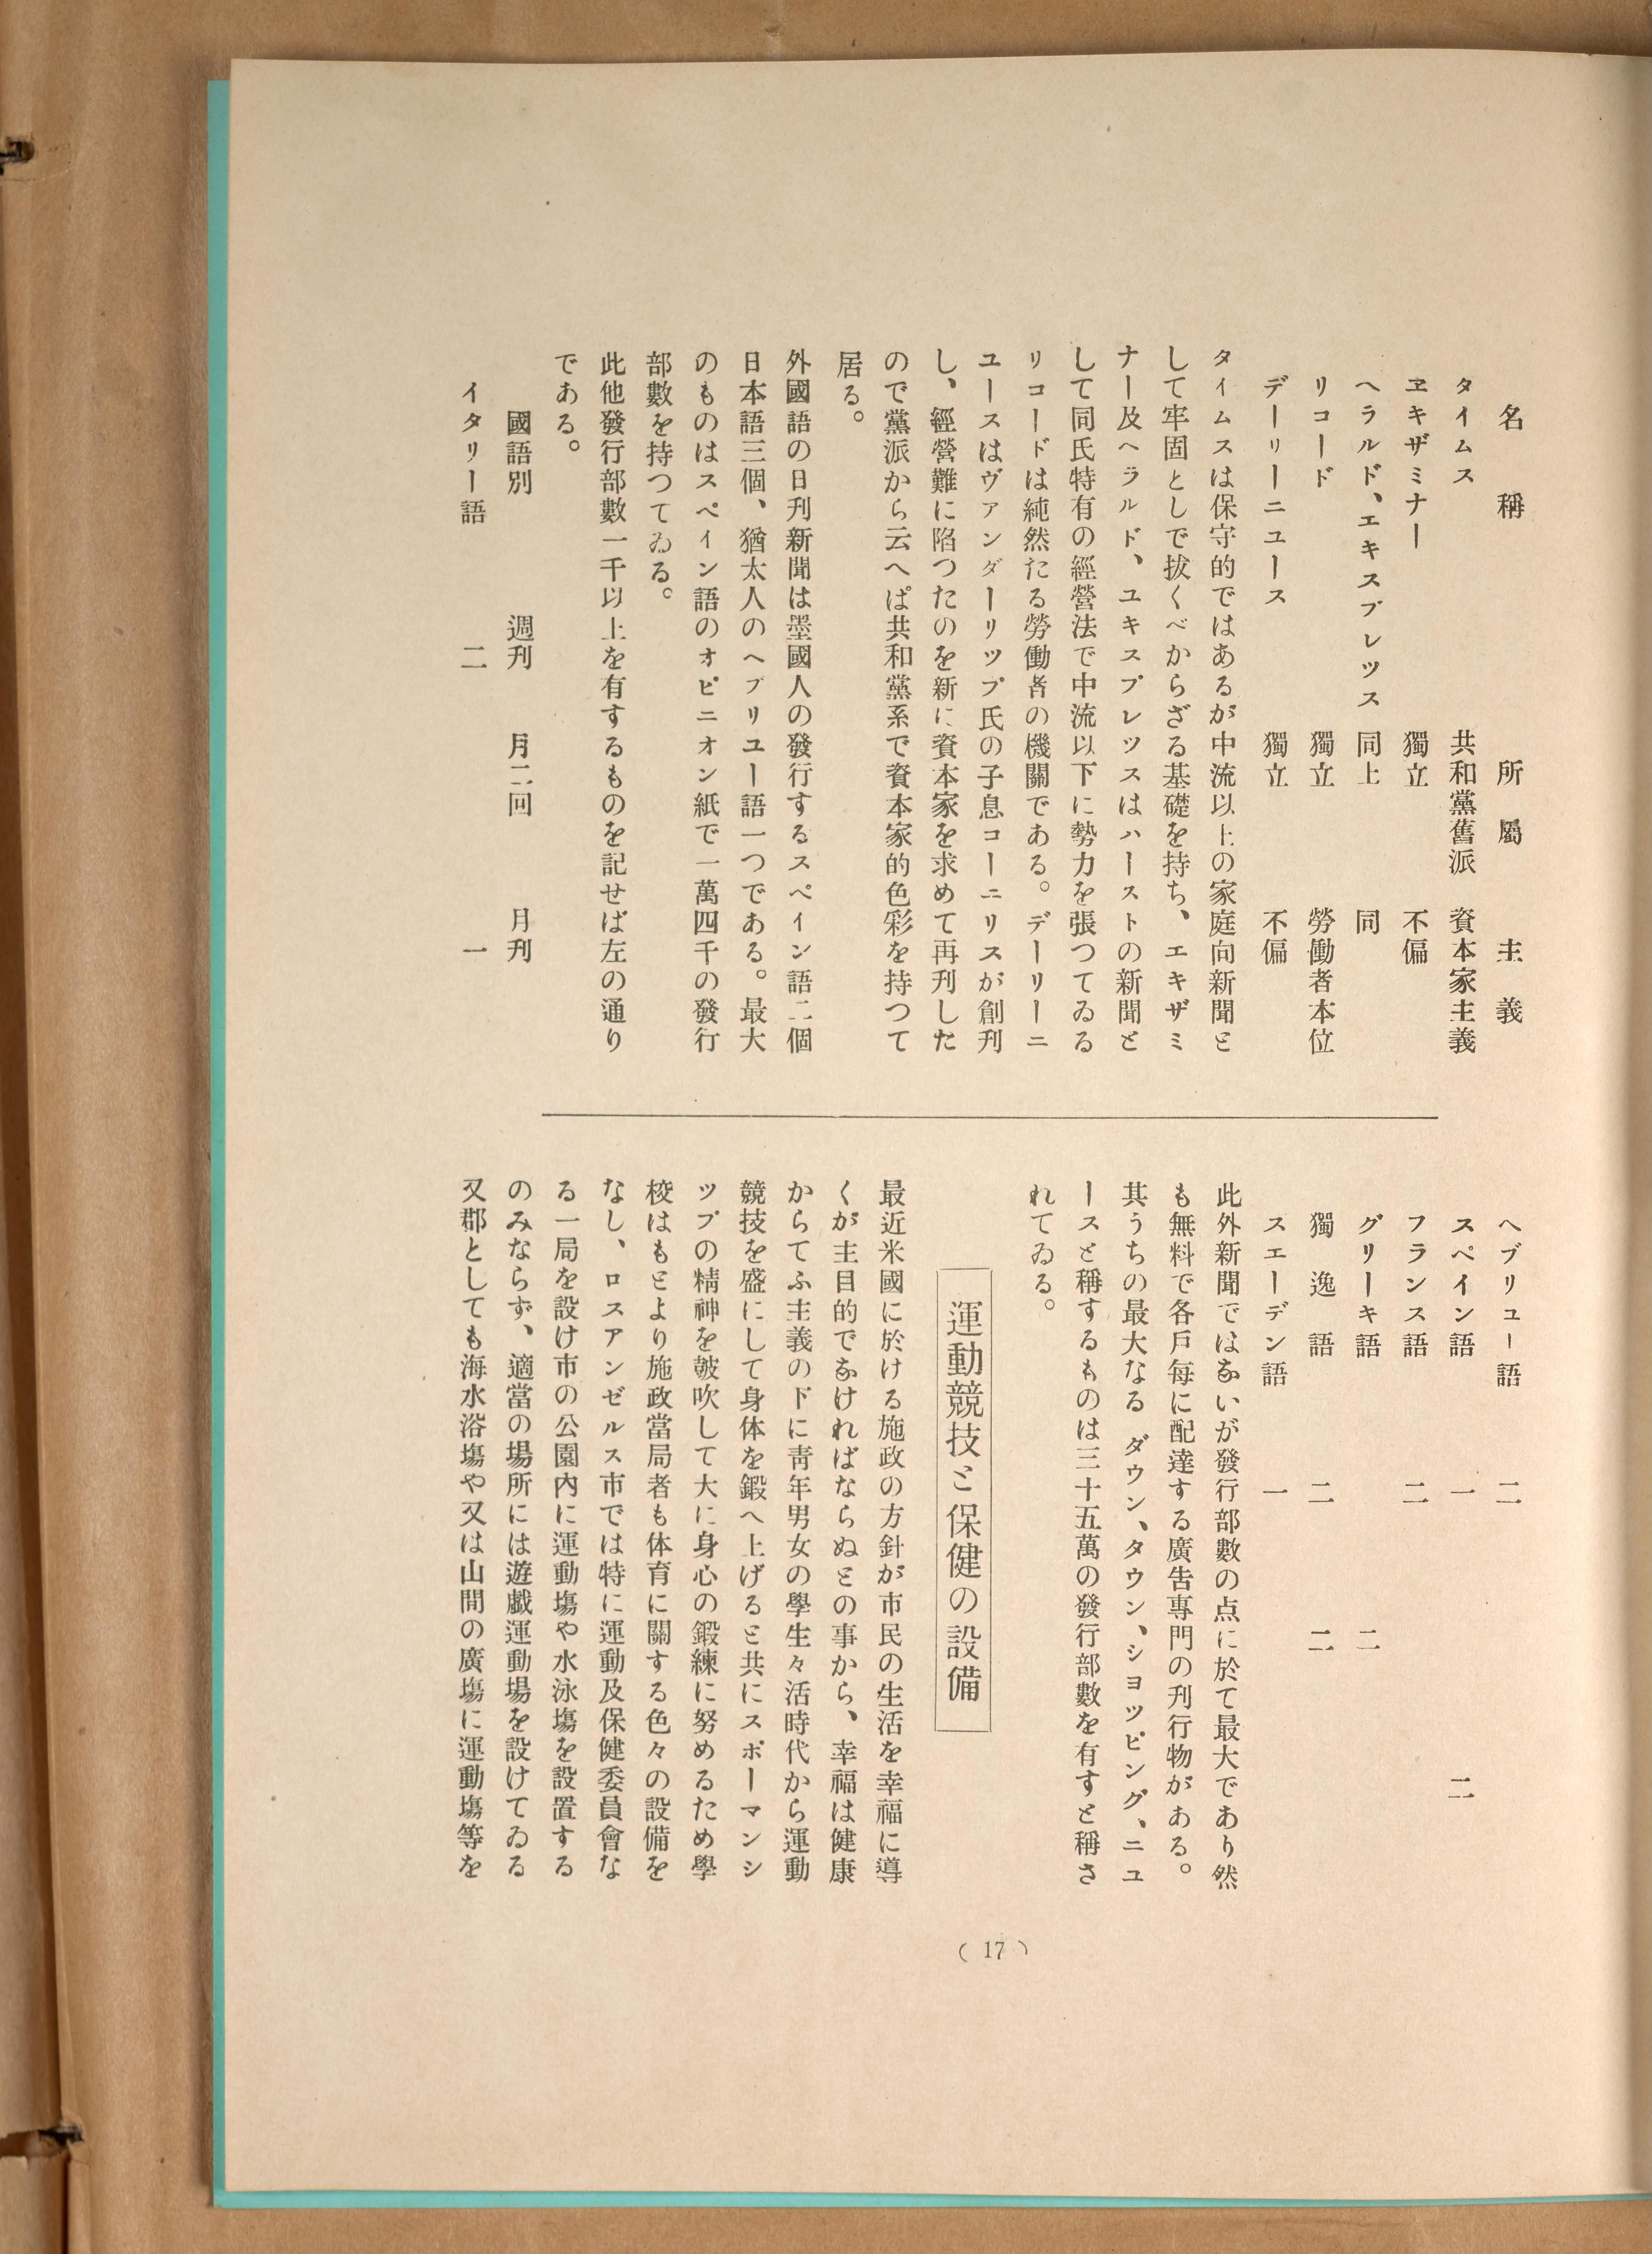 名稱　所屬　主義
タイムス　共和黨舊派　資本家主義
ヱキザミナー　獨立　不偏
ヘラルド、エキスプレツス　同上　同
リコード　獨立　勞働者本位
デーリーニユース　獨立　不偏
タイムスは保守的ではあるが中流以上の家庭向新聞と
して牢固としで拔くべからざる基礎を持ち、エキザミ
ナー及ヘラルド、ユキスプレツスはハーストの新聞と
して同氏特有の經營法で中流以下に勢力を張つてゐる
リコードは純然たる勞働者の機關である。デーリーニ
ユースはヴアンダーリツプ氏の子息コーニリスが創刊
し、經營難に陷つたのを新に資本家を求めて再刊した
ので黨派から云へぱ共和黨系で資本家的色彩を持つて
居る。
外國語の日刊新聞は墨國人の發行するスペイン語二個
日本語三個、猶太人のヘブリユー語一つである。最大
のものはスペイン語のオピニオン紙で一萬四千の發行
部數を持つてゐる。
此他發行部數一千以上を有するものを記せば左の通り
である。
國語別　週刊　月二回　月刊
イタリー語　二　一
ヘブリユー語　二
スペイン語　一　二
フランス語　二
グリーキ語　二
獨逸語　二　二
スエーデン語　一
此外新聞ではないが發行部數の点に於て最大であり然
も無料で各戸毎に配達する廣告專門の刊行物がある。
其うちの最大なる ダウン、タウン、シヨツピング、ニユ
ースと稱するものは三十五萬の發行部數を有すと稱さ
れてゐる。
運動競技と保健の設備
最近米國に於ける施政の方針が市民の生活を幸福に導
くが主目的でなければならぬとの事から、幸福は健康
からてふ主義のドに靑年男女の學生々活時代から運動
競技を盛にして身体を鍛へ上げると共にスポーマンシ
ツプの精神を皷吹して大に身心の鍛練に努めるため學
梭はもとより施政當局者も体育に關する色々の設備を
なし、ロスアンゼルス市では特に運動及保健委員會な
る一局を設け市の公園内に運動塲や水泳塲を設置する
のみならず、適當の場所には遊戯運動場を設けてゐる
又郡としても海水浴塲や又は山間の廣塲に運動塲等を
( 17 )